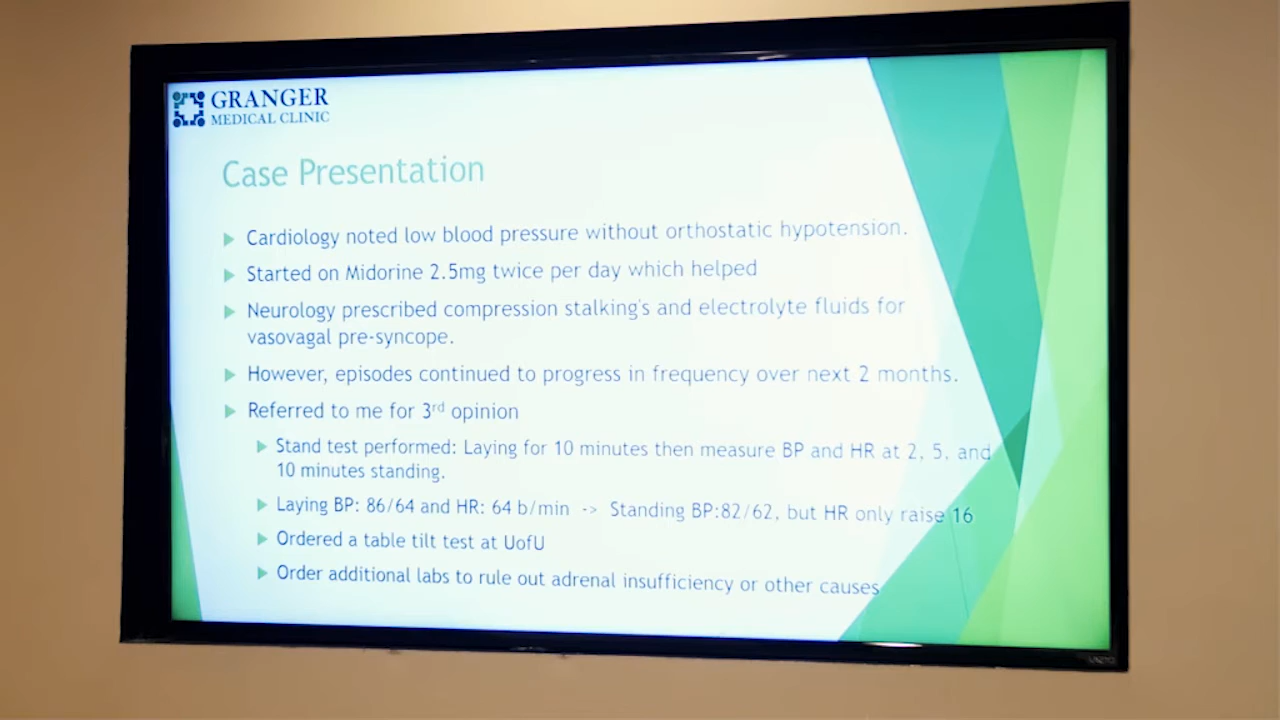 GRANGER
MEDICAL CLINIC
Case Presentation
Cardiology noted low blood pressure without orthostatic hypotension.
Started on Midorine 2.5mg twice per day which helped
Neurology prescribed compression stalking's and electrolyte fluids for
vasovagal pre-syncope.
However, episodes continued to progress in frequency over next 2 months.
Referred to me for 3rd opinion
Stand test performed: Laying for 10 minutes then measure BP and HR at 2, 5, and
10 minutes standing.
Laying BP: 86/64 and HR: 64 b/min -> Standing BP:82/62, but HR only raise 16
Ordered a table tilt test at UofU
Order additional labs to rule out adrenal insufficiency or other causes